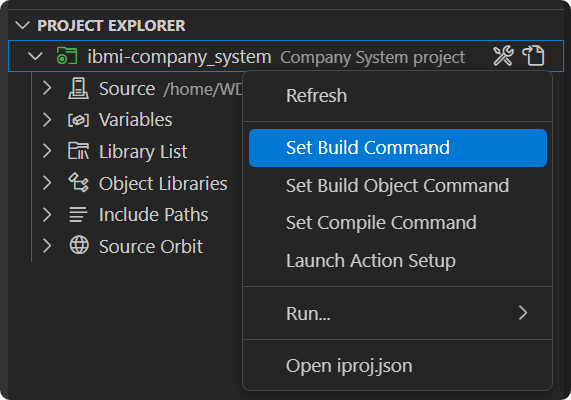 PROJECT EXPLORER
ibmi-company_system Company System project
Source /home/WD
Refresh
Variables
Set Build Command
Library List
Set Build Object Command
Object Libraries
Set Compile Command
Include Paths
Launch Action Setup
Source Orbit
Run...
Open iproj.json